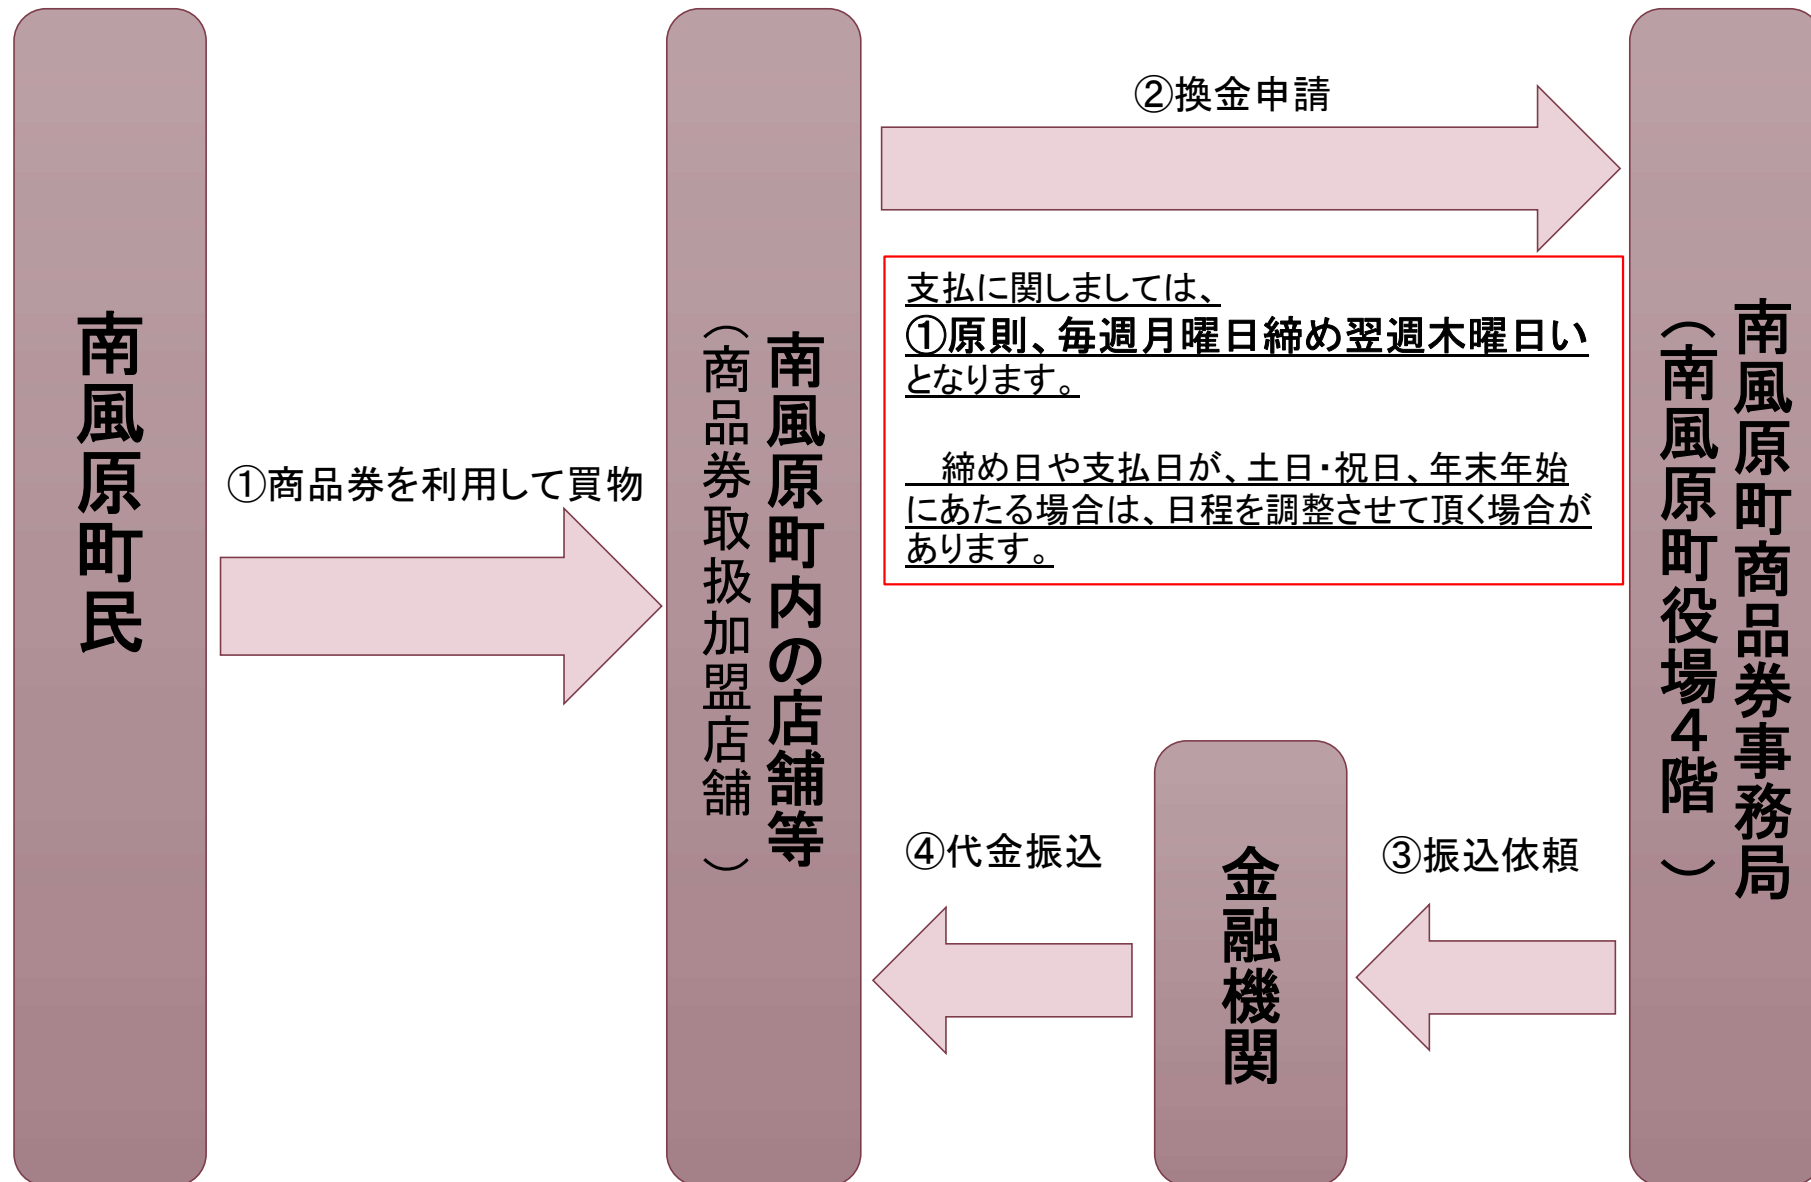 南風原町民
①商品券を利用して買物
南風原町内の店舗等
（商品券取扱加盟店舗）
②換金申請
支払に関しましては、
①原則、毎週月曜日締め翌週木曜日い
となります。
締め日や支払日が、土日・祝日、年末年始
にあたる場合は、日程を調整させて頂く場合が
あります。
南風原町商品券事務局
（南風原町役場４階）
③振込依頼
金融機関
④代金振込